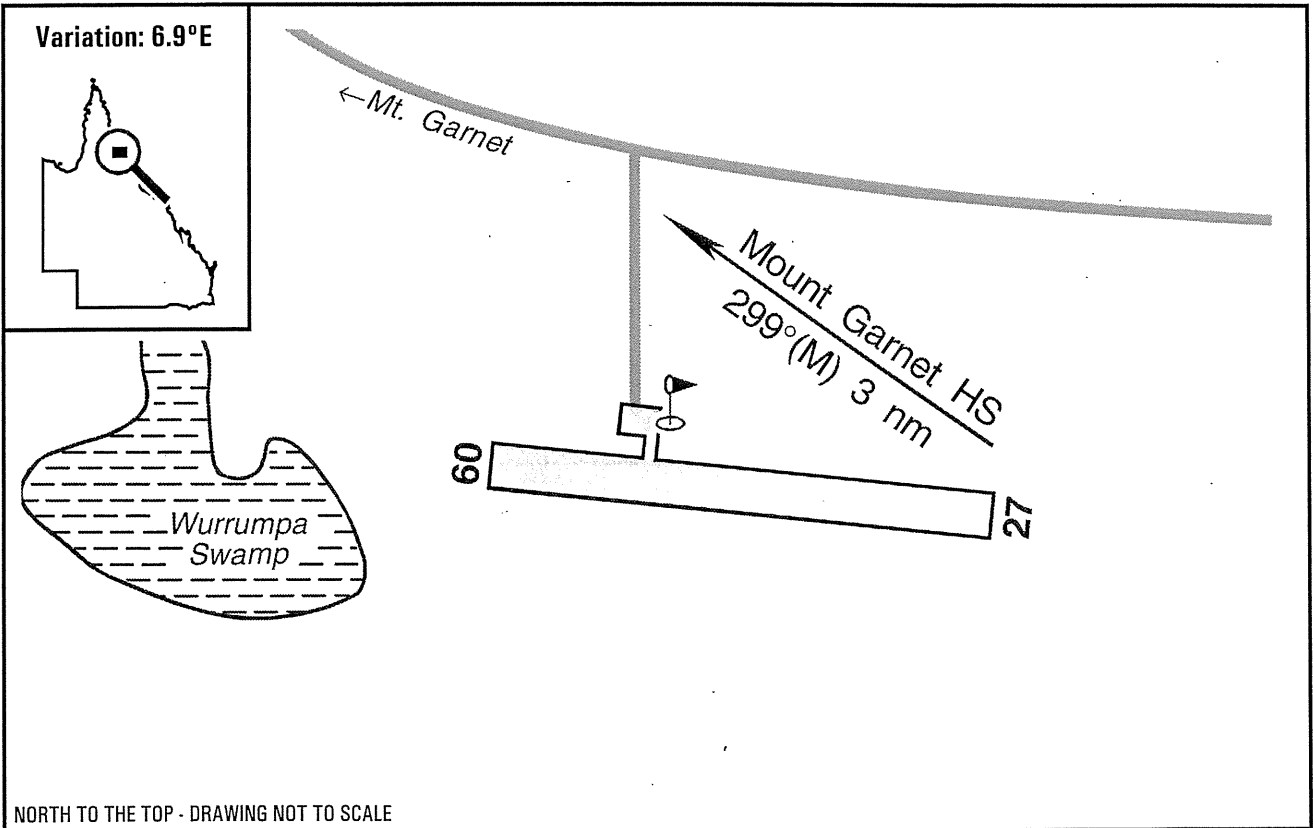 Variation: 6.9°E
←Mt. Garnet
Mount Garnet HS
299°(M) 3 nm
09
27
Wurrumpa
Swamp
NORTH TO THE TOP - DRAWING NOT TO SCALE